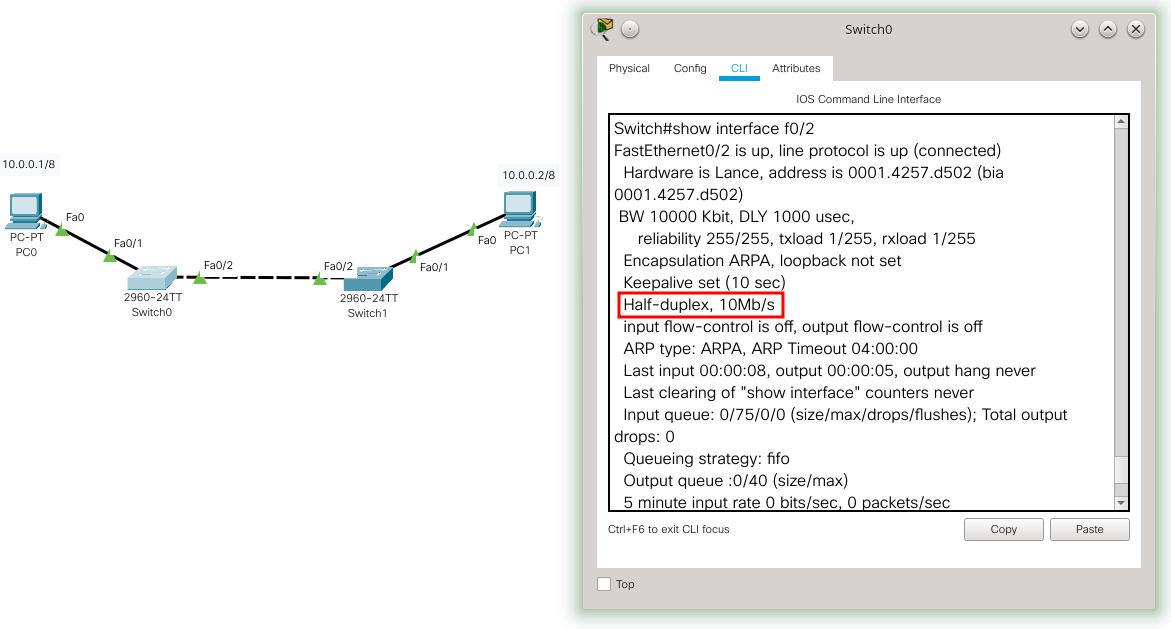 10.0.0.1/8
Fa0
PC-PT
PC0
Fa0/1
Fa0/2
2960-24TT
Switch0
Fa0/2
2960-24TT
Switch1
Fa0/1
10.0.0.2/8
Fa0
PC-PT
PC1
Switch0
Physical
Config
CLI
Attributes
IOS Command Line Interface
Switch#show interface f0/2
FastEthernet0/2 is up, line protocol is up (connected)
Hardware is Lance, address is 0001.4257.d502 (bia
0001.4257.d502)
BW 10000 Kbit, DLY 1000 usec,
reliability 255/255, txload 1/255, rxload 1/255
Encapsulation ARPA, loopback not set
Keepalive set (10 sec)
Half-duplex, 10Mb/s
input flow-control is off, output flow-control is off
ARP type: ARPA, ARP Timeout 04:00:00
Last input 00:00:08, output 00:00:05, output hang never
Last clearing of "show interface" counters never
Input queue: 0/75/0/0 (size/max/drops/flushes); Total output
drops: 0
Queueing strategy: fifo
Output queue :0/40 (size/max)
5 minute input rate 0 bits/sec, 0 packets/sec
Ctrl+F6 to exit CLI focus
Copy
Paste
Top